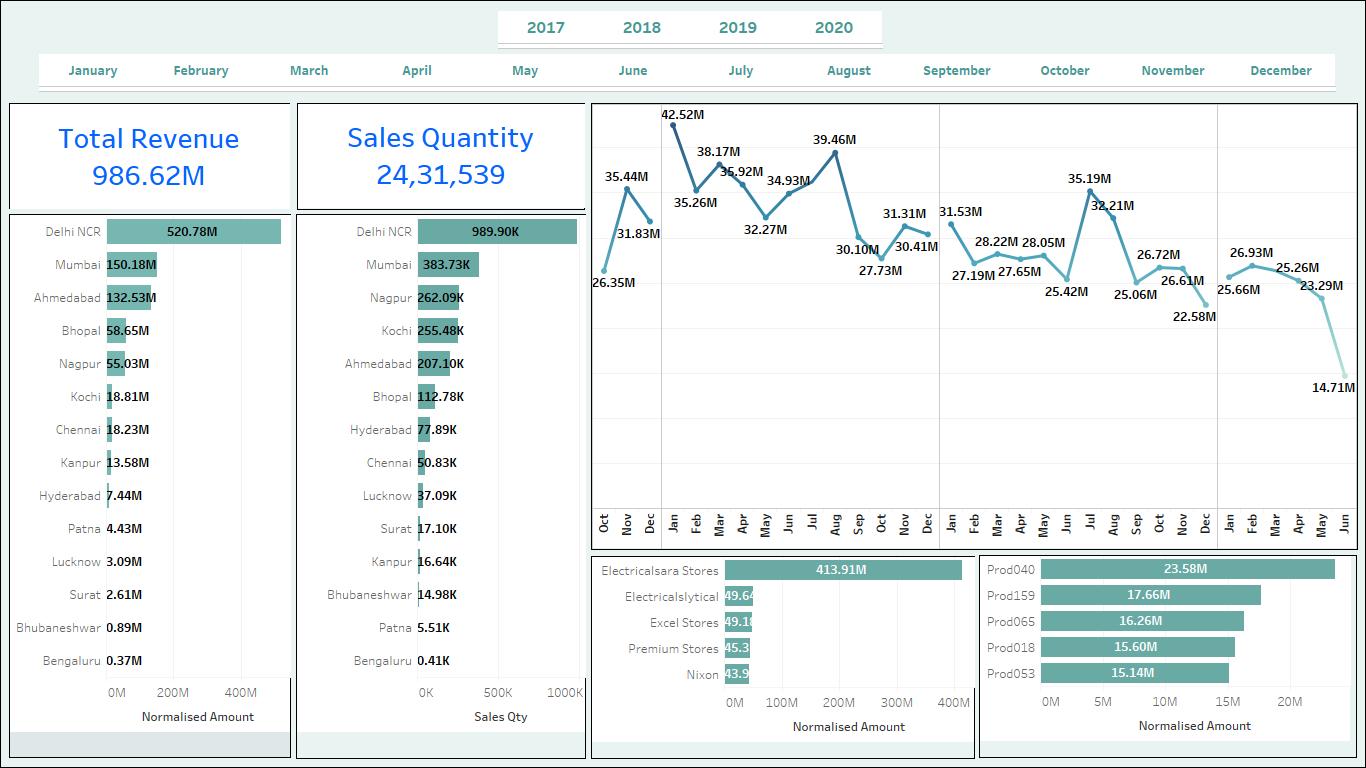 2017 2018 2019 2020
January February March April May June July August September October November December
Total Revenue
986.62M
Sales Quantity
24,31,539
Delhi NCR 520.78M
Mumbai 150.18M
Ahmedabad 132.53M
Bhopal 58.65M
Nagpur 55.03M
Kochi 18.81M
Chennai 18.23M
Kanpur 13.58M
Hyderabad 7.44M
Patna 4.43M
Lucknow 3.09M
Surat 2.61M
Bhubaneshwar 0.89M
Bengaluru 0.37M
0M 200M 400M
Normalised Amount
Delhi NCR 989.90K
Mumbai 383.73K
Nagpur 262.09K
Kochi 255.48K
Ahmedabad 207.10K
Bhopal 112.78K
Hyderabad 77.89K
Chennai 50.83K
Lucknow 37.09K
Surat 17.10K
Kanpur 16.64K
Bhubaneshwar 14.98K
Patna 5.51K
Bengaluru 0.41K
0K 500K 1000K
Sales Qty
26.35M
35.44M
31.83M
42.52M
35.26M
38.17M
35.92M
32.27M
34.93M
39.46M
30.10M
27.73M
31.31M
30.41M
31.53M
27.19M
28.22M
27.65M
28.05M
25.42M
35.19M
32.21M
25.06M
26.72M
26.61M
22.58M
25.66M
26.93M
25.26M
23.29M
14.71M
Oct Nov Dec Jan Feb Mar Apr May Jun Jul Aug Sep Oct Nov Dec Jan Feb Mar Apr May Jun Jul Aug Sep Oct Nov Dec Jan Feb Mar Apr May Jun
Electricalsara Stores 413.91M
Electricalslytical 49.64
Excel Stores 49.18
Premium Stores 45.3
Nixon 43.9
0M 100M 200M 300M 400M
Normalised Amount
Prod040 23.58M
Prod159 17.66M
Prod065 16.26M
Prod018 15.60M
Prod053 15.14M
0M 5M 10M 15M 20M
Normalised Amount